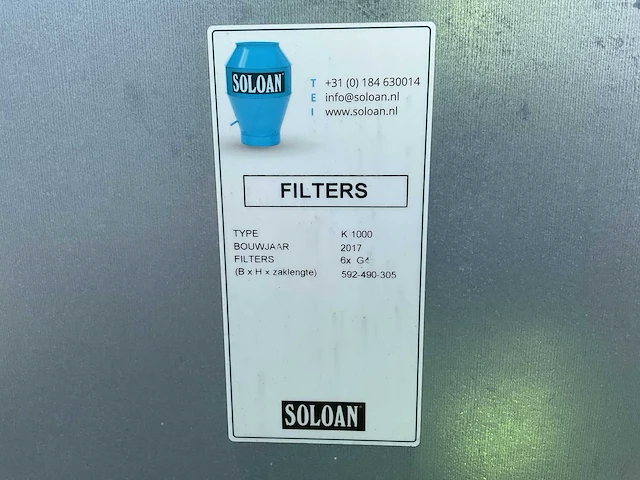 SOLOAN
T +31 (0) 184 630014
E info@soloan.nl
I www.soloan.nl
FILTERS
TYPE K 1000
BOUWJAAR 2017
FILTERS 6x G4
(B x H x zaklengte) 592-490-305
SOLOAN